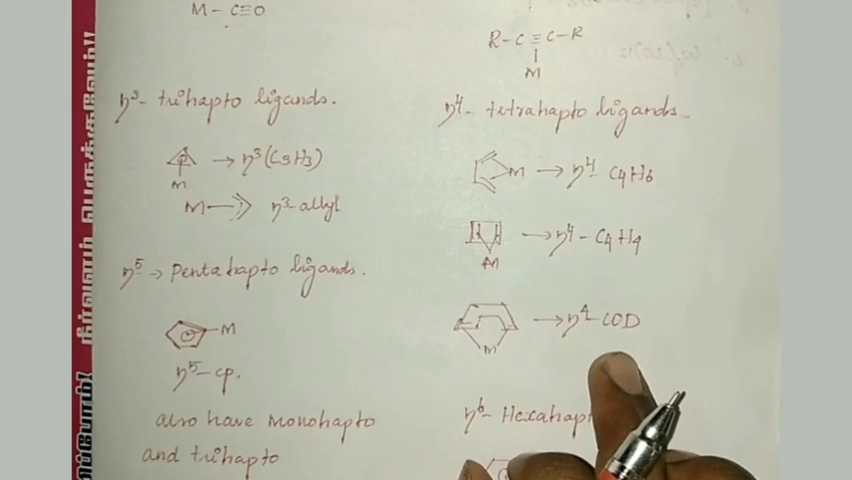 M - C≡O
R-C≡C-R
M
η³- trihapto ligands.
M → η³(C3H3)
M— η³-allyl
η⁵ → Pentahapto ligands.
M
η⁵-cp.
also have monohapto
and trihapto
η⁴- tetrahapto ligands.
M → η⁴ C4H6
M → η⁴-C4H4
M → η⁴-COD
η⁶- Hexahap